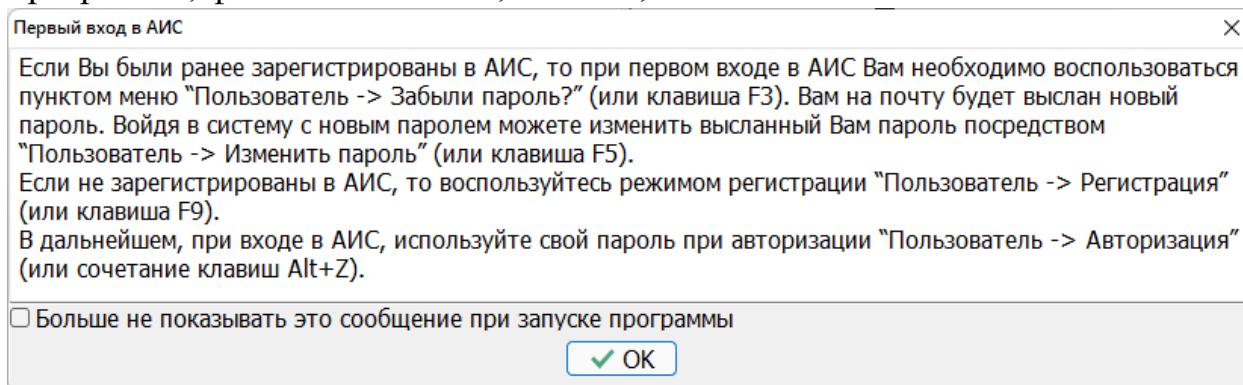 Первый вход в АИС
Если Вы были ранее зарегистрированы в АИС, то при первом входе в АИС Вам необходимо воспользоваться
пунктом меню “Пользователь -> Забыли пароль?” (или клавиша F3). Вам на почту будет выслан новый
пароль. Войдя в систему с новым паролем можете изменить высланный Вам пароль посредством
“Пользователь -> Изменить пароль” (или клавиша F5).
Если не зарегистрированы в АИС, то воспользуйтесь режимом регистрации “Пользователь -> Регистрация”
(или клавиша F9).
В дальнейшем, при входе в АИС, используйте свой пароль при авторизации “Пользователь -> Авторизация”
(или сочетание клавиш Alt+Z).
Больше не показывать это сообщение при запуске программы
OK